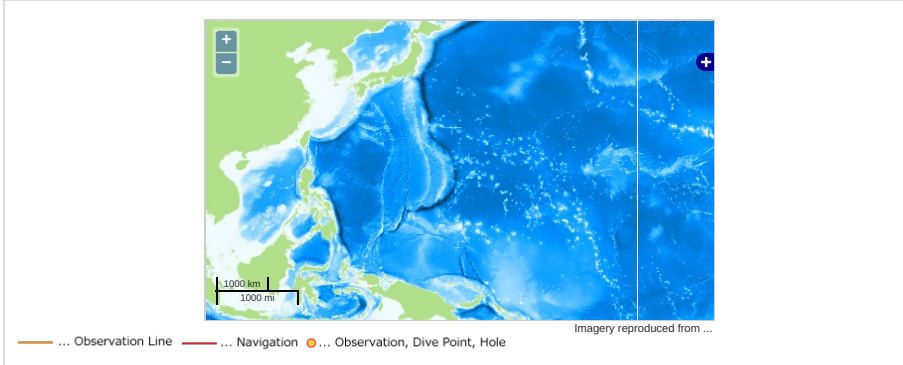 +
−
+
1000 km
1000 mi
Imagery reproduced from ...
... Observation Line ... Navigation ... Observation, Dive Point, Hole